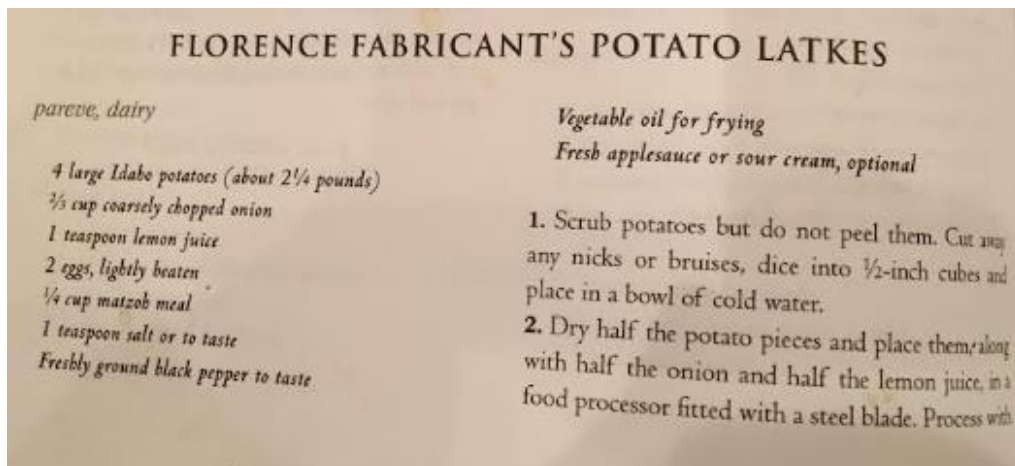 FLORENCE FABRICANT'S POTATO LATKES
pareve, dairy
4 large Idaho potatoes (about 2¼ pounds)
⅔ cup coarsely chopped onion
1 teaspoon lemon juice
2 eggs, lightly beaten
¼ cup matzoh meal
1 teaspoon salt or to taste
Freshly ground black pepper to taste
Vegetable oil for frying
Fresh applesauce or sour cream, optional
1. Scrub potatoes but do not peel them. Cut away
any nicks or bruises, dice into ½-inch cubes and
place in a bowl of cold water.
2. Dry half the potato pieces and place them, along
with half the onion and half the lemon juice, in a
food processor fitted with a steel blade. Process with